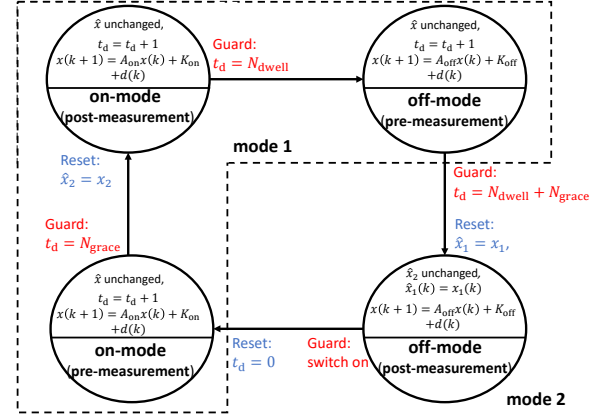 x̂ unchanged,
t_d = t_d + 1
x(k + 1) = A_on x(k) + K_on
+d(k)
on-mode
(post-measurement)
Guard:
t_d = N_dwell
x̂ unchanged,
t_d = t_d + 1
x(k + 1) = A_off x(k) + K_off
+d(k)
off-mode
(pre-measurement)
mode 1
Reset:
x̂_2 = x_2
Guard:
t_d = N_grace
Guard:
t_d = N_dwell + N_grace
Reset:
x̂_1 = x_1,
x̂ unchanged,
t_d = t_d + 1
x(k + 1) = A_on x(k) + K_on
+d(k)
on-mode
(pre-measurement)
Reset:
t_d = 0
Guard:
switch on
x̂_2 unchanged,
x̂_1(k) = x_1(k)
x(k + 1) = A_off x(k) + K_off
+d(k)
off-mode
(post-measurement)
mode 2